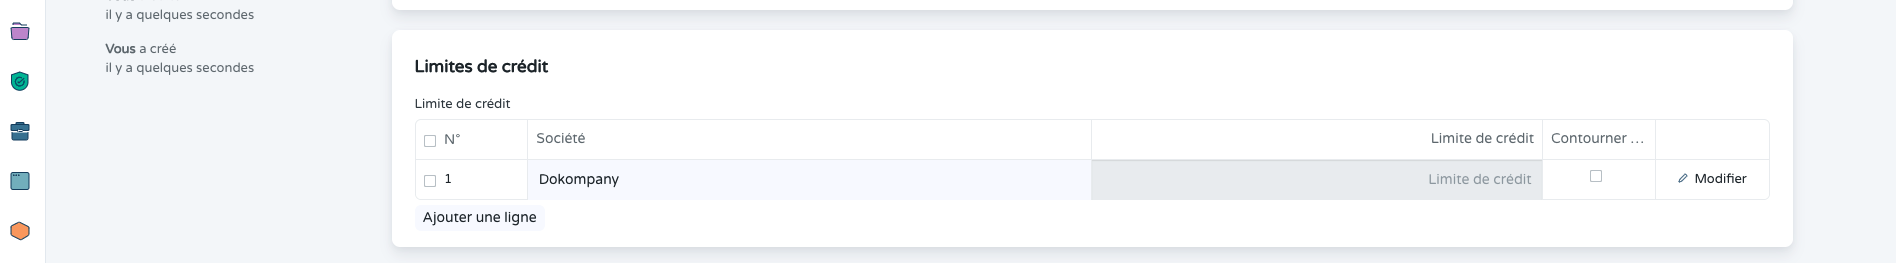 il y a quelques secondes
Vous a créé
il y a quelques secondes
Limites de crédit
Limite de crédit
N° Société Limite de crédit Contourner ...
1 Dokompany Limite de crédit Modifier
Ajouter une ligne